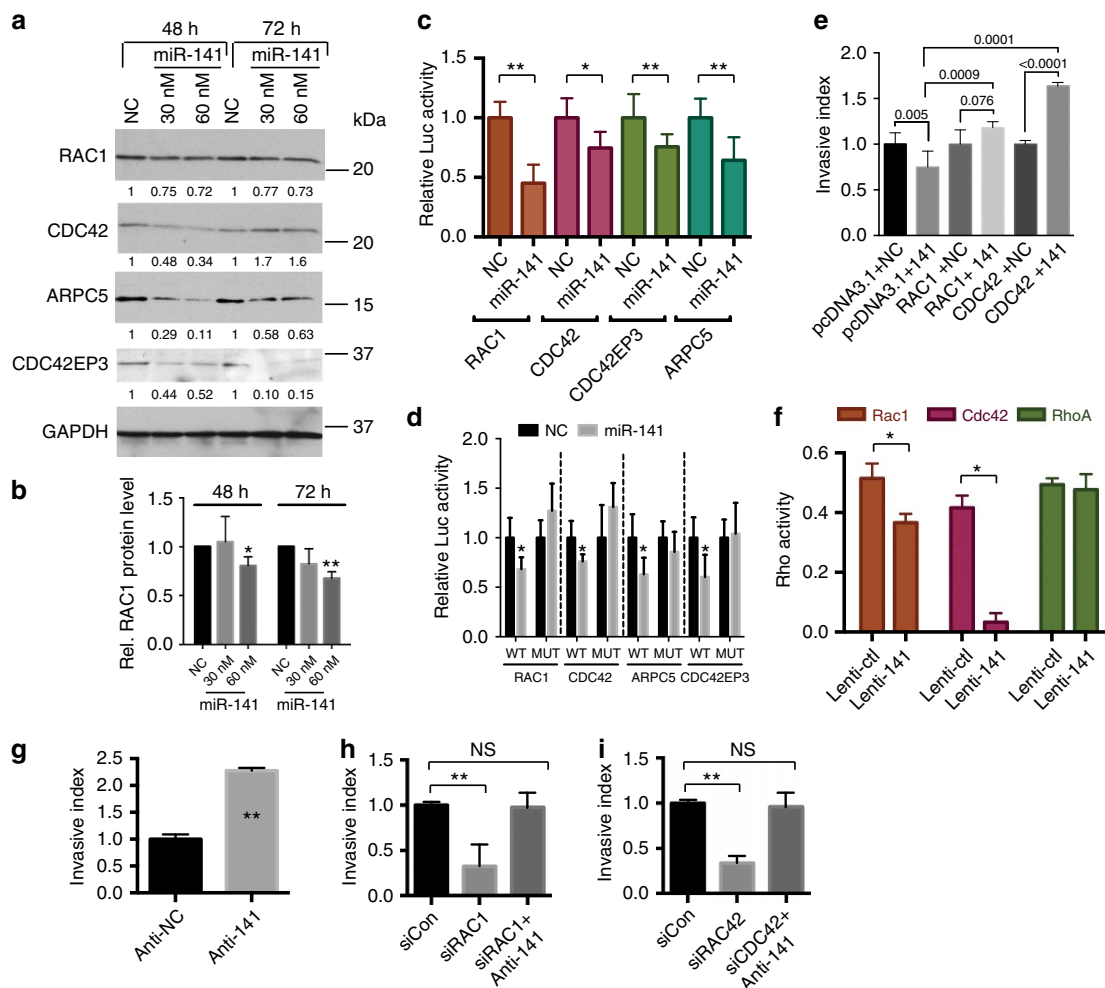 a
48 h
72 h
miR-141
miR-141
NC
30 nM
60 nM
NC
30 nM
60 nM
kDa
RAC1
20
1 0.75 0.72 1 0.77 0.73
CDC42
20
1 0.48 0.34 1 1.7 1.6
ARPC5
15
1 0.29 0.11 1 0.58 0.63
CDC42EP3
37
1 0.44 0.52 1 0.10 0.15
GAPDH
37
b
48 h
72 h
Rel. RAC1 protein level
1.5
1.0
0.5
0.0
*
**
NC
30 nM
60 nM
NC
30 nM
60 nM
miR-141
miR-141
c
Relative Luc activity
1.5
1.0
0.5
0.0
**
*
**
**
NC
miR-141
NC
miR-141
NC
miR-141
NC
miR-141
RAC1
CDC42
CDC42EP3
ARPC5
d
NC
miR-141
Relative Luc activity
2.0
1.5
1.0
0.5
0.0
*
*
*
*
WT MUT WT MUT WT MUT WT MUT
RAC1
CDC42
ARPC5
CDC42EP3
e
Invasive index
2.0
1.5
1.0
0.5
0.0
0.0001
<0.0001
0.0009
0.005
0.076
pcDNA3.1 +NC
pcDNA3.1+141
RAC1 +NC
RAC1+ 141
CDC42 +NC
CDC42 +141
f
Rac1
Cdc42
RhoA
Rho activity
0.6
0.4
0.2
0.0
*
*
Lenti-ctl
Lenti-141
Lenti-ctl
Lenti-141
Lenti-ctl
Lenti-141
g
Invasive index
2.5
2.0
1.5
1.0
0.5
0.0
**
Anti-NC
Anti-141
h
Invasive index
1.5
1.0
0.5
0.0
NS
**
siCon
siRAC1
siRAC1+
Anti-141
i
Invasive index
1.5
1.0
0.5
0.0
NS
**
siCon
siRAC42
siCDC42+
Anti-141